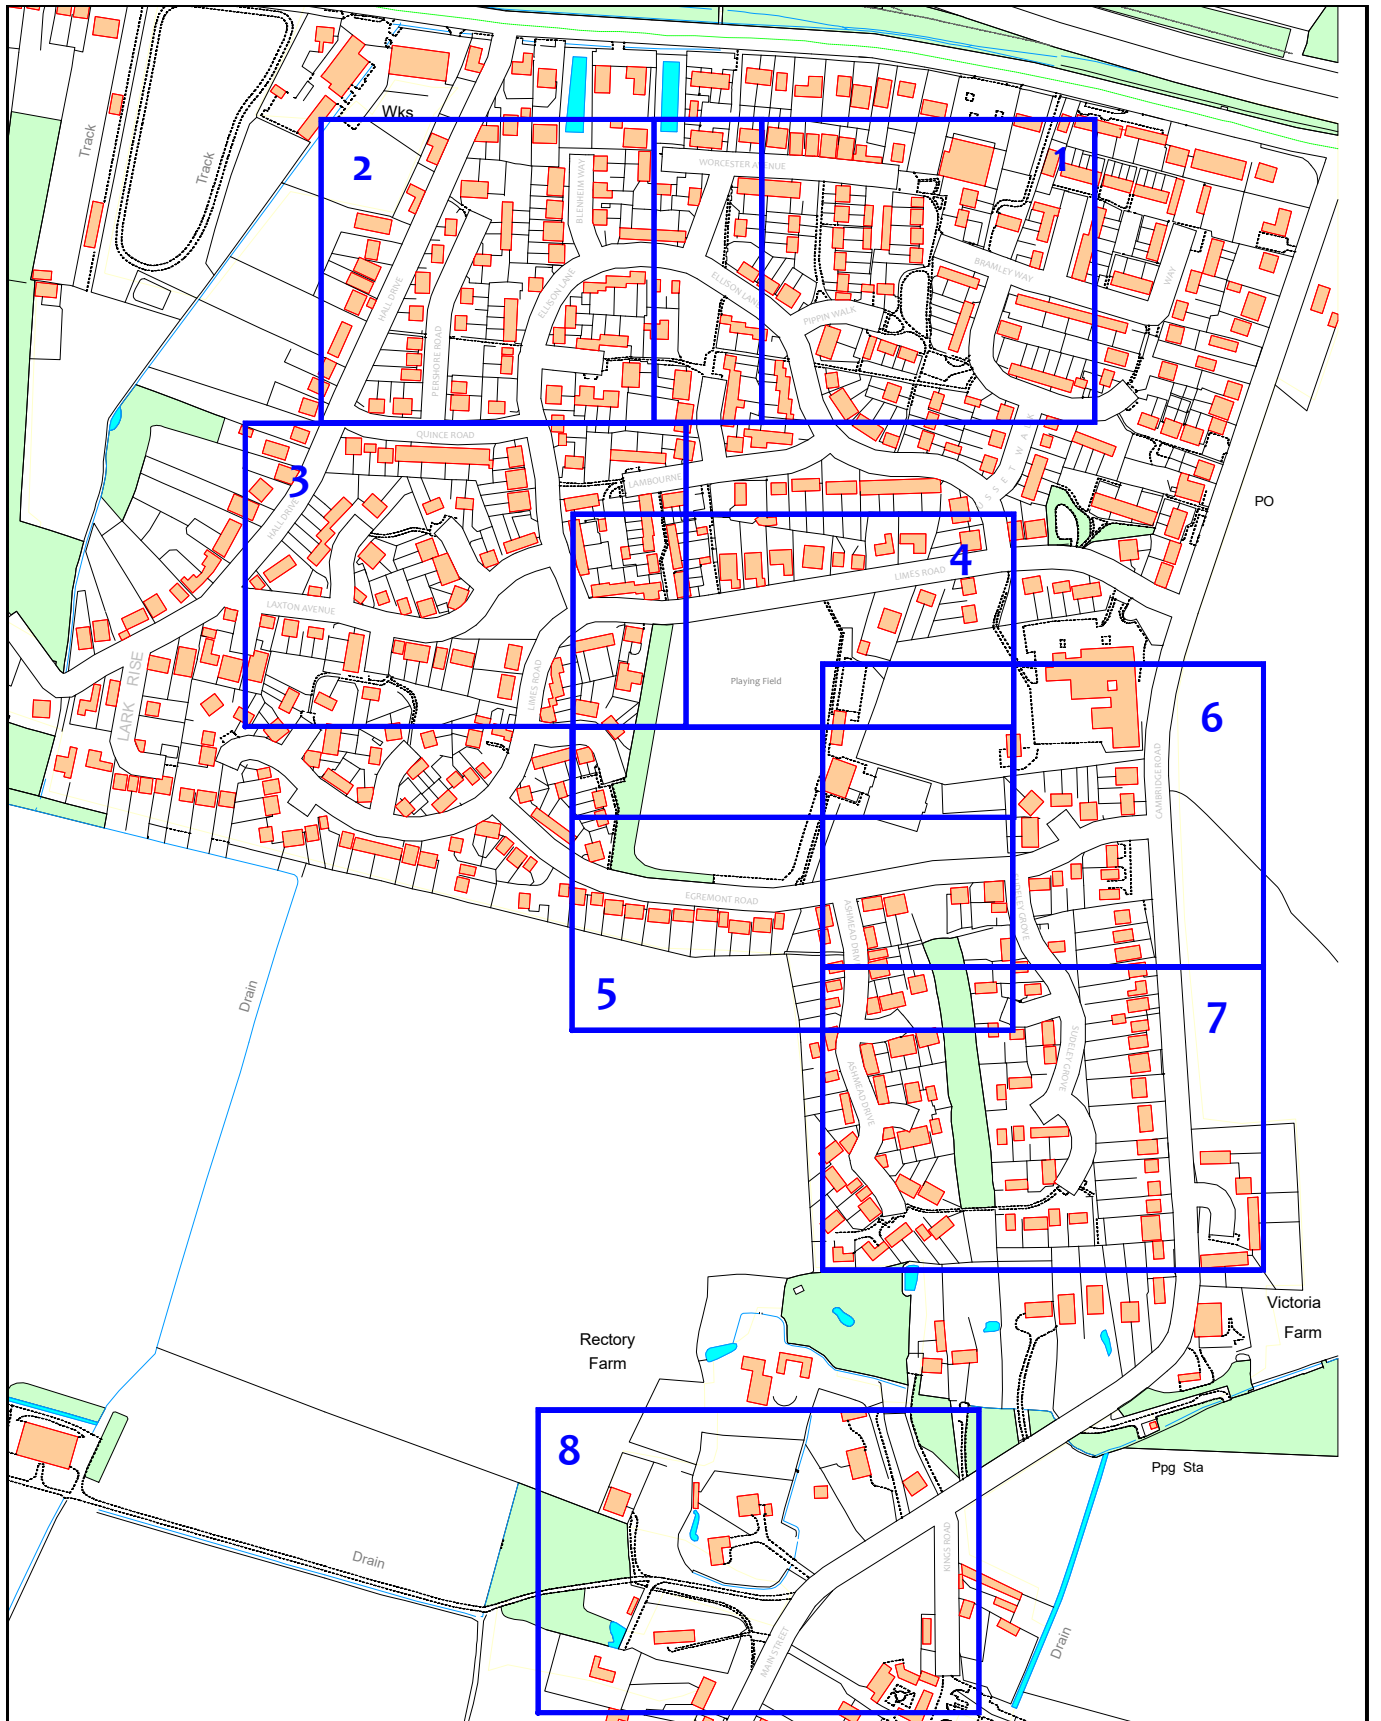 Wks
Track
Track
2
1
WORCESTER AVENUE
BLENHEIM WAY
BRAMLEY WAY
WAY
ELLISON LANE
ELLISON LANE
HALL DRIVE
PIPPIN WALK
PERSHORE ROAD
QUINCE ROAD
3
LAMBOURNE
HALL DRIVE
PO
4
LIMES ROAD
LAXTON AVENUE
LARK RISE
LIMES ROAD
Playing Field
6
CAMBRIDGE ROAD
EGREMONT ROAD
ASHMEAD DRIVE
SUDELEY GROVE
5
Drain
7
SUDELEY GROVE
ASHMEAD DRIVE
Victoria
Farm
Rectory
Farm
8
Ppg Sta
Drain
KINGS ROAD
MAIN STREET
Drain